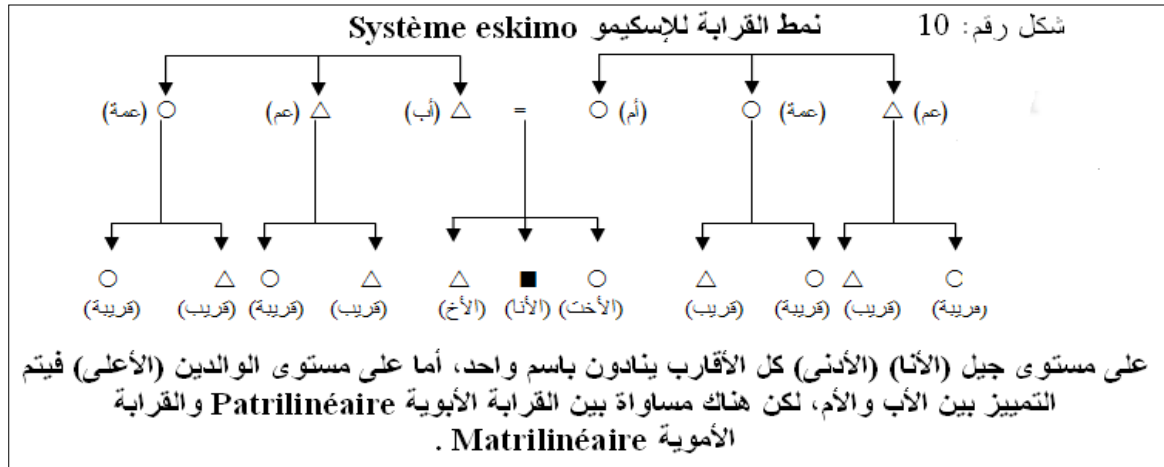 شكل رقم: 10 نمط القرابة للإسكيمو Système eskimo
(عم) (عمة) (أم) = (أب) (عم) (عمة)
(قريب) (قريبة) (قريب) (الأخت) (الأنا) (الأخ) (قريب) (قريبة) (قريب) (قريبة)
على مستوى جيل (الأنا) (الأدنى) كل الأقارب ينادون باسم واحد، أما على مستوى الوالدين (الأعلى) فيتم
التمييز بين الأب والأم، لكن هناك مساواة بين القرابة الأبوية Patrilinéaire والقرابة
الأموية Matrilinéaire .